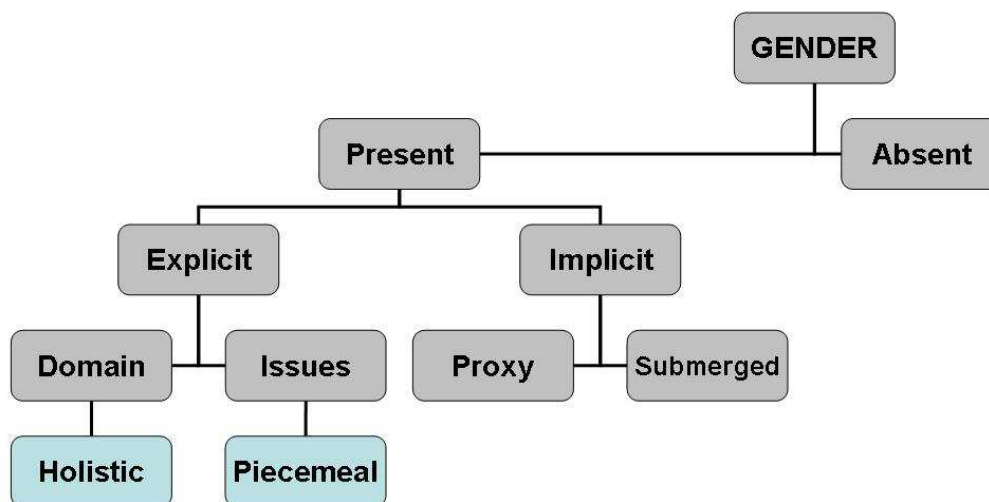 GENDER
Present
Absent
Explicit
Implicit
Domain
Issues
Proxy
Submerged
Holistic
Piecemeal